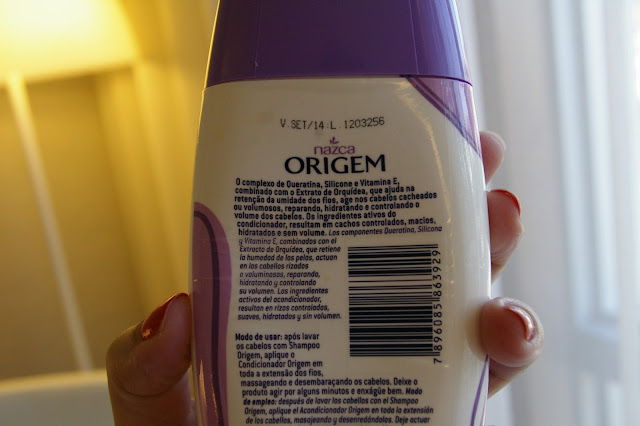 V.SET/14:L.1203256
nazca
ORIGEM
O complexo de Queratina, Silicone e Vitamina E,
combinado com o Extrato de Orquídea, que ajuda na
retenção da umidade dos fios, age nos cabelos cacheados
ou volumosos, reparando, hidratando e controlando o
volume dos cabelos. Os ingredientes ativos do
condicionador, resultam em cachos controlados, macios,
hidratados e sem volume. Los componentes Queratina, Silicona
y Vitamina E, combinados con el
Extracto de Orquídea, que retiene
la humedad de los pelos, actúan
en los cabellos rizados
o voluminosos, reparando,
hidratando y controlando
su volumen. Los ingredientes
activos del acondicionador,
resultan en rizos controlados,
suaves, hidratados y sin volumen.
7 896085 863929
Modo de usar: após lavar
os cabelos com Shampoo
Origem, aplique o
Condicionador Origem em
toda a extensão dos fios,
massageando e desembaraçando os cabelos. Deixe o
produto agir por alguns minutos e enxágüe bem. Modo
de empleo: después de lavar los cabellos con el Shampoo
Origem, aplique el Acondicionador Origem en toda la extensión
de los cabellos, masajeando y desenredándolos. Deje actuar